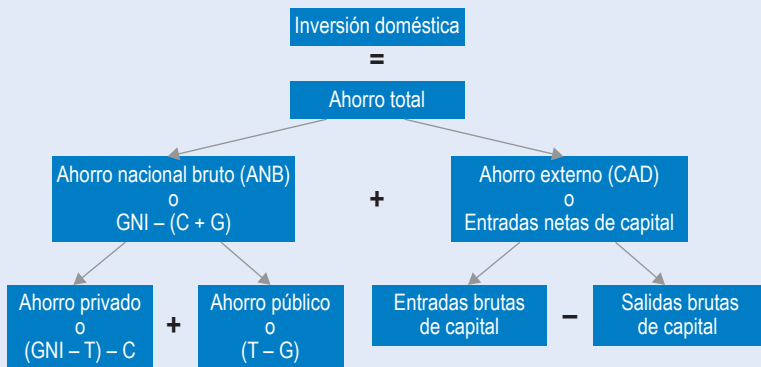 Inversión doméstica
=
Ahorro total
Ahorro nacional bruto (ANB)
o
GNI – (C + G)
+
Ahorro externo (CAD)
o
Entradas netas de capital
Ahorro privado
o
(GNI – T) – C
+
Ahorro público
o
(T – G)
Entradas brutas
de capital
–
Salidas brutas
de capital